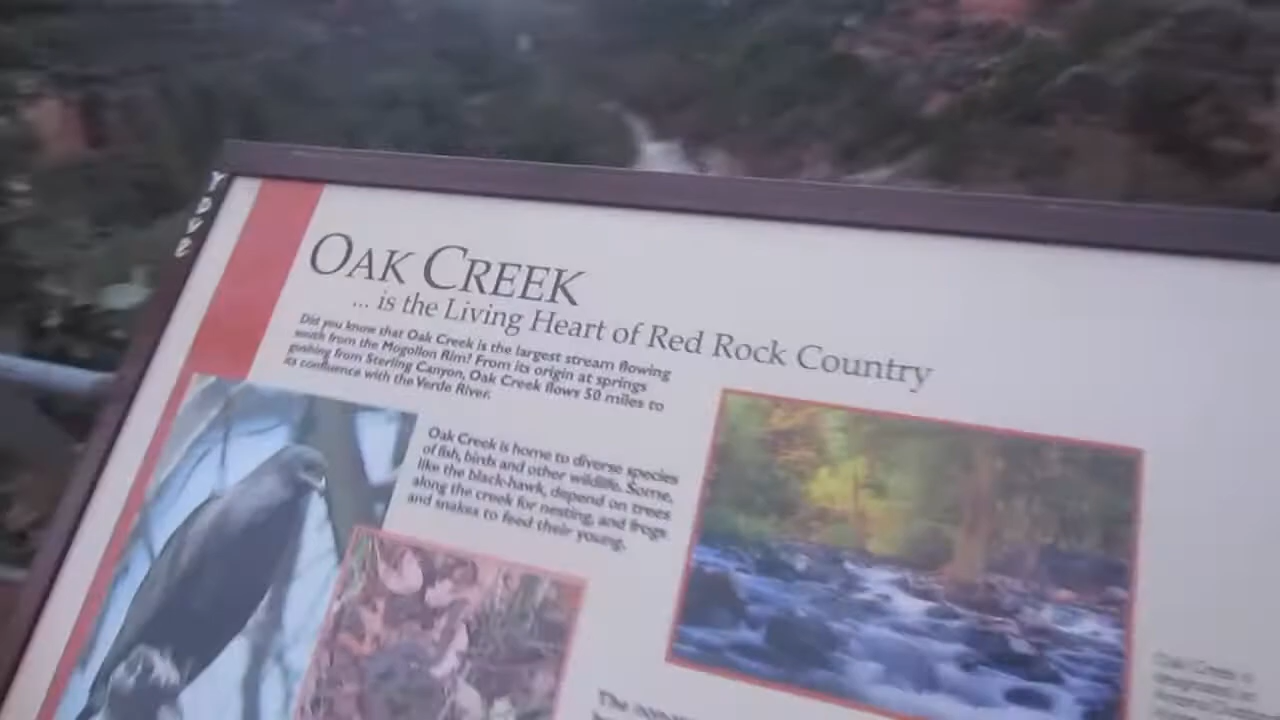 OAK CREEK
... is the Living Heart of Red Rock Country
Did you know that Oak Creek is the largest stream flowing
south from the Mogollon Rim? From its origin at springs
gushing from Sterling Canyon, Oak Creek flows 50 miles to
its confluence with the Verde River.
Oak Creek is home to diverse species
of fish, birds and other wildlife. Some,
like the black-hawk, depend on trees
along the creek for nesting, and frogs
and snakes to feed their young.
The
Oak Creek